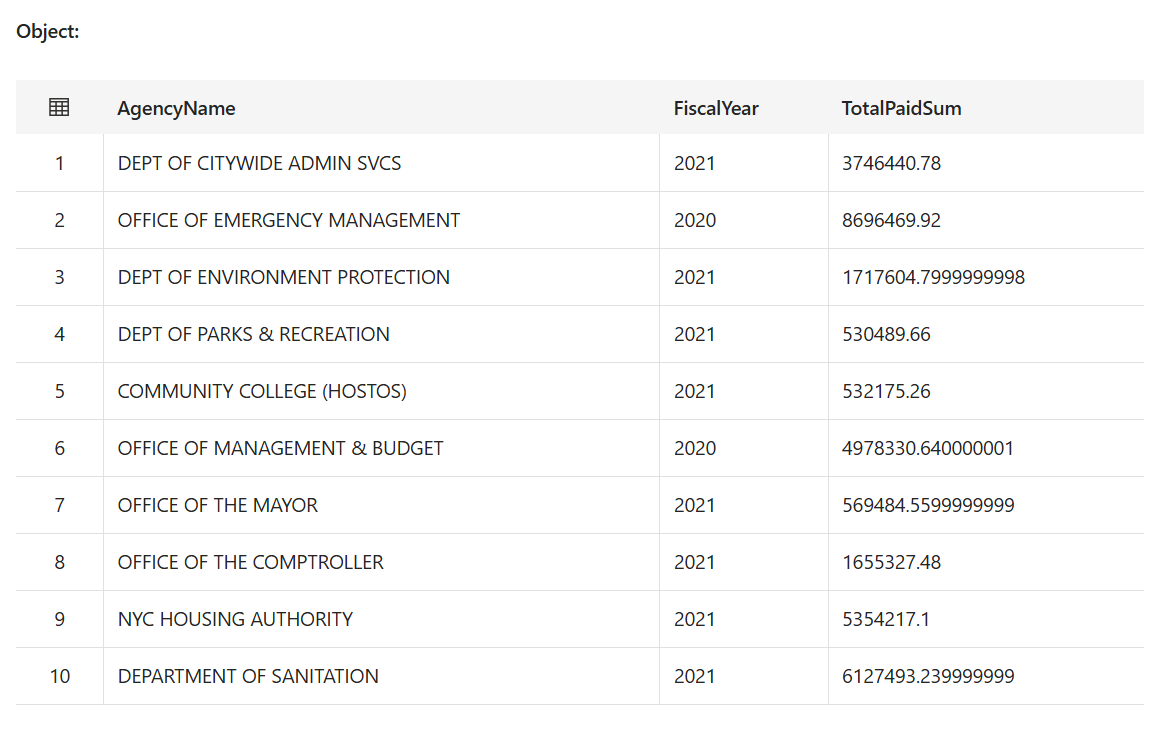 Object:
AgencyName FiscalYear TotalPaidSum
1 DEPT OF CITYWIDE ADMIN SVCS 2021 3746440.78
2 OFFICE OF EMERGENCY MANAGEMENT 2020 8696469.92
3 DEPT OF ENVIRONMENT PROTECTION 2021 1717604.7999999998
4 DEPT OF PARKS & RECREATION 2021 530489.66
5 COMMUNITY COLLEGE (HOSTOS) 2021 532175.26
6 OFFICE OF MANAGEMENT & BUDGET 2020 4978330.640000001
7 OFFICE OF THE MAYOR 2021 569484.5599999999
8 OFFICE OF THE COMPTROLLER 2021 1655327.48
9 NYC HOUSING AUTHORITY 2021 5354217.1
10 DEPARTMENT OF SANITATION 2021 6127493.239999999